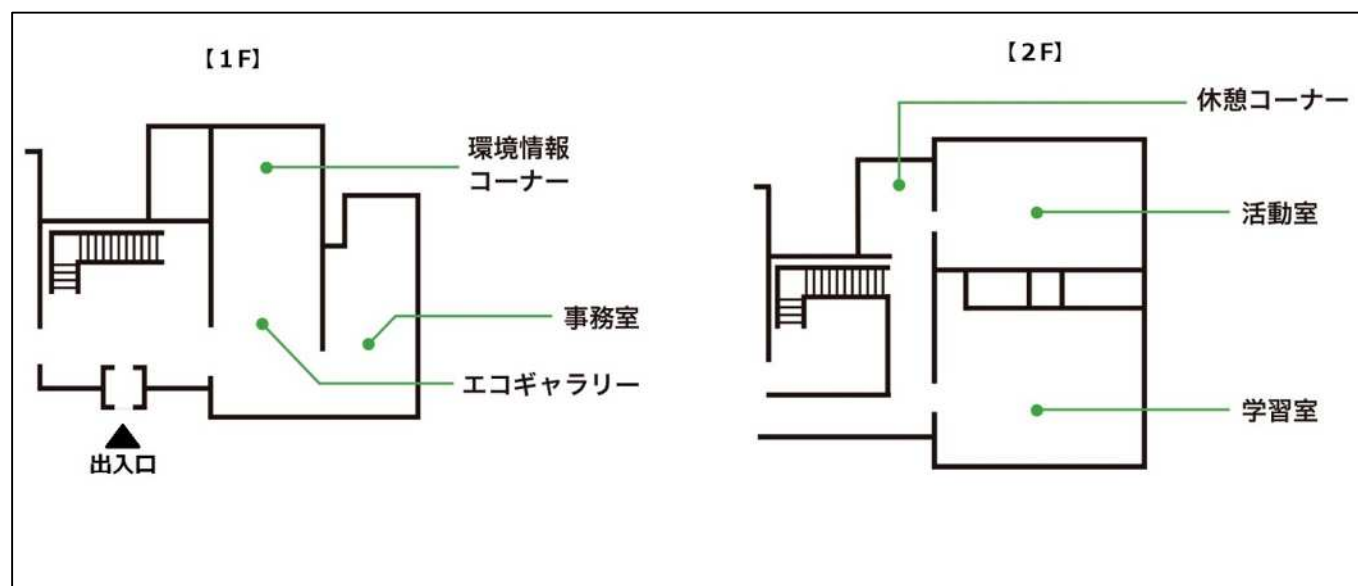 【1F】
環境情報
コーナー
事務室
エコギャラリー
出入口
【2F】
休憩コーナー
活動室
学習室